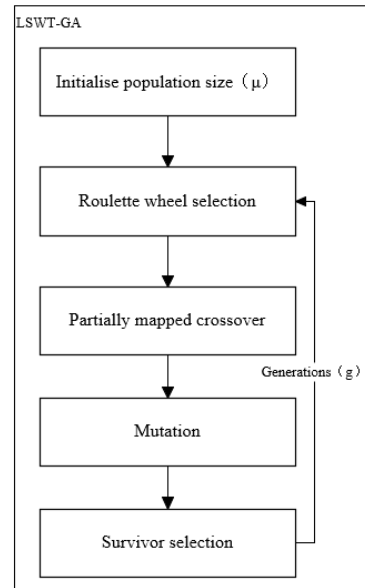 LSWT-GA
Initialise population size（μ）
Roulette wheel selection
Partially mapped crossover
Generations（g）
Mutation
Survivor selection